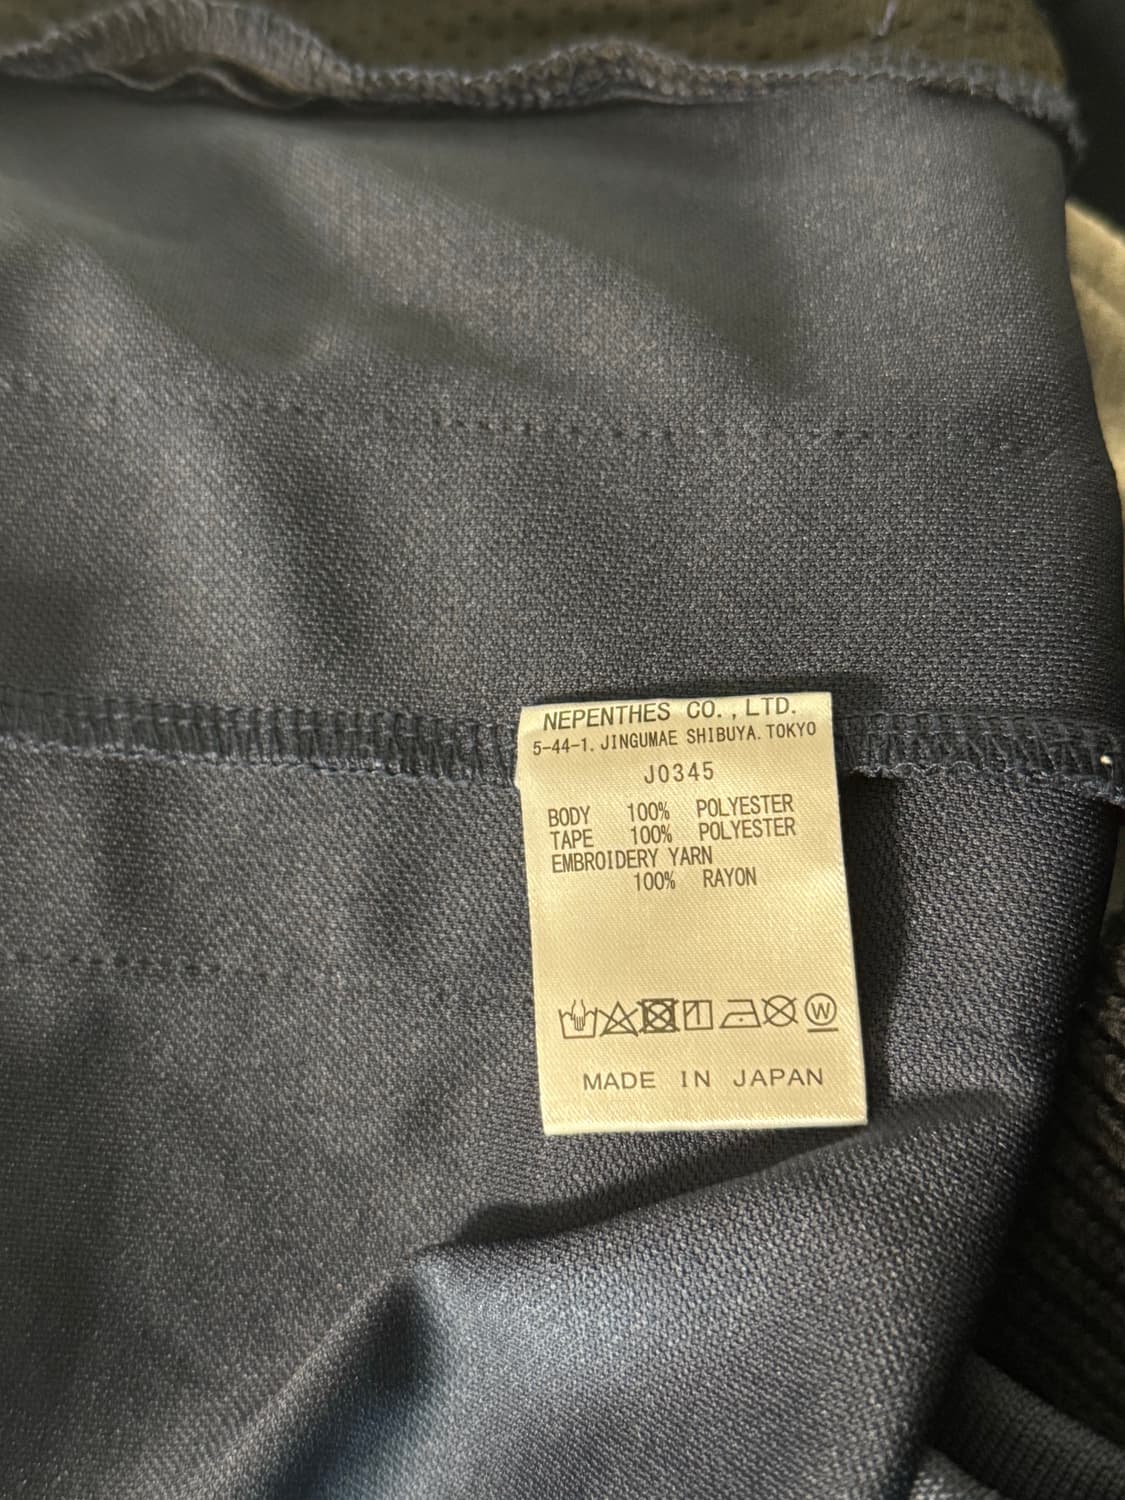 NEPENTHES CO.,LTD.
5-44-1. JINGUMAE SHIBUYA. TOKYO
J0345
BODY 100% POLYESTER
TAPE 100% POLYESTER
EMBROIDERY YARN
100% RAYON
W
MADE IN JAPAN